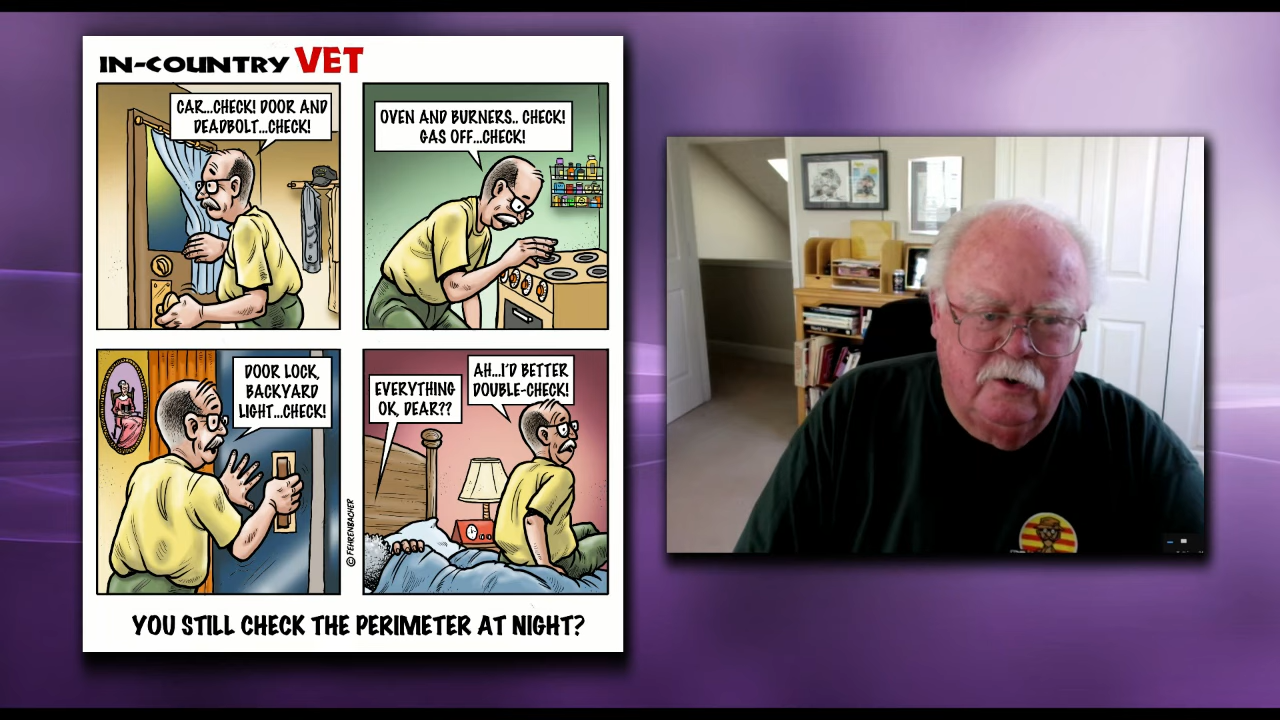 IN-COUNTRY VET
CAR...CHECK! DOOR AND
DEADBOLT...CHECK!
OVEN AND BURNERS.. CHECK!
GAS OFF...CHECK!
DOOR LOCK,
BACKYARD
LIGHT...CHECK!
EVERYTHING
OK, DEAR??
AH...I'D BETTER
DOUBLE-CHECK!
© FEHRENBACHER
YOU STILL CHECK THE PERIMETER AT NIGHT?